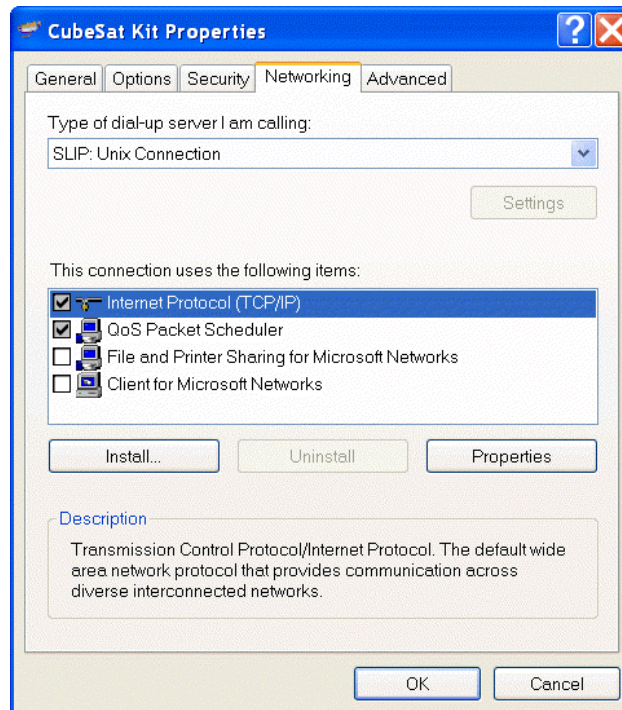 CubeSat Kit Properties
General Options Security Networking Advanced
Type of dial-up server I am calling:
SLIP: Unix Connection
Settings
This connection uses the following items:
Internet Protocol (TCP/IP)
QoS Packet Scheduler
File and Printer Sharing for Microsoft Networks
Client for Microsoft Networks
Install... Uninstall Properties
Description
Transmission Control Protocol/Internet Protocol. The default wide
area network protocol that provides communication across
diverse interconnected networks.
OK Cancel